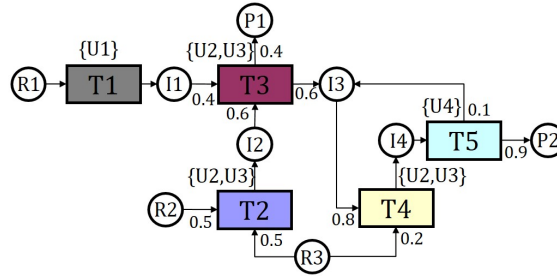 P1
{U1}
{U2,U3}
0.4
R1
T1
I1
T3
I3
0.4
0.6
{U4}
0.1
0.6
I2
I4
T5
P2
0.9
{U2,U3}
{U2,U3}
R2
T2
T4
0.5
0.8
0.5
0.2
R3